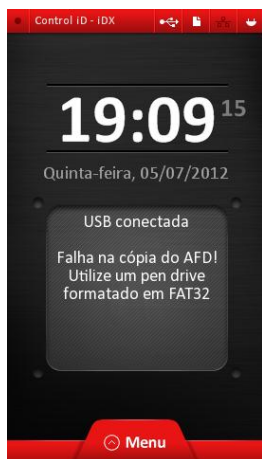 Control iD - iDX
19:09 15
Quinta-feira, 05/07/2012
USB conectada
Falha na cópia do AFD!
Utilize um pen drive
formatado em FAT32
Menu